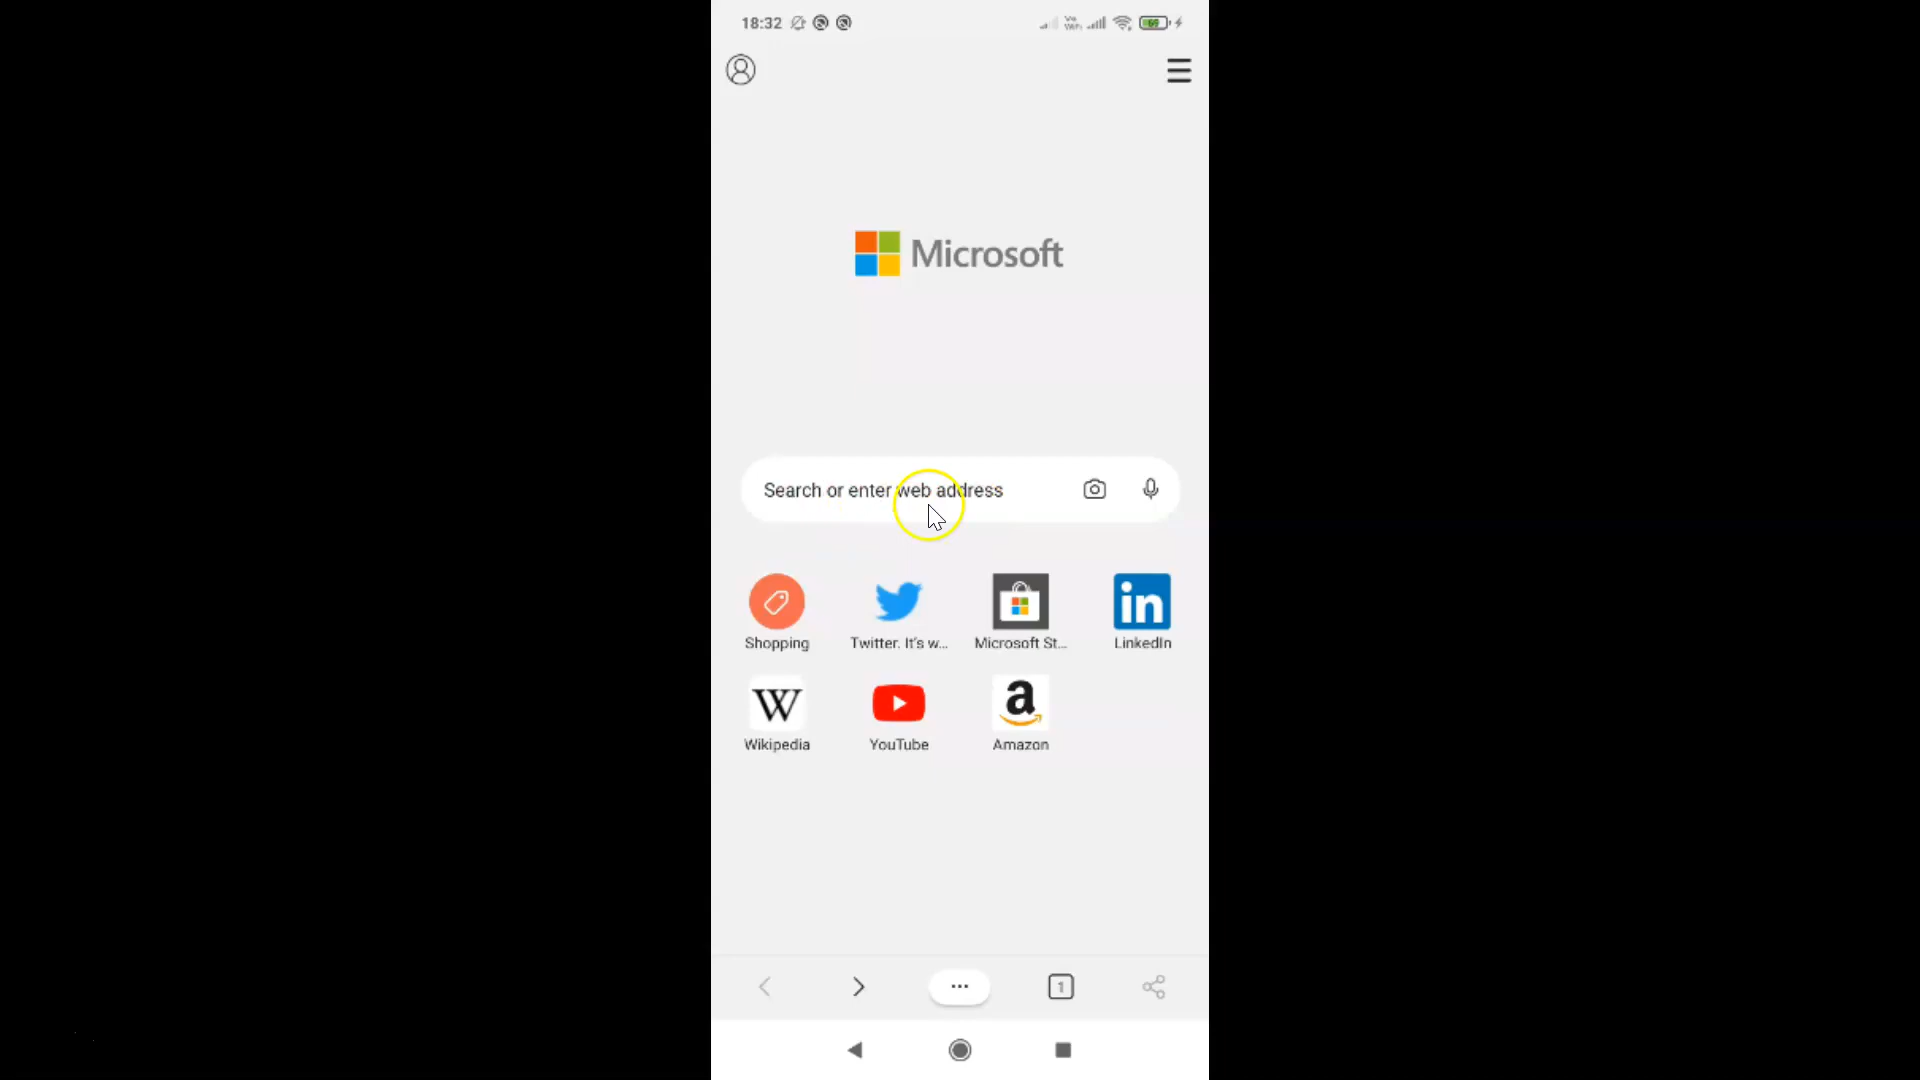 18:32
Microsoft
Search or enter web address
Shopping
Twitter. It's w...
Microsoft St...
LinkedIn
Wikipedia
YouTube
Amazon
1